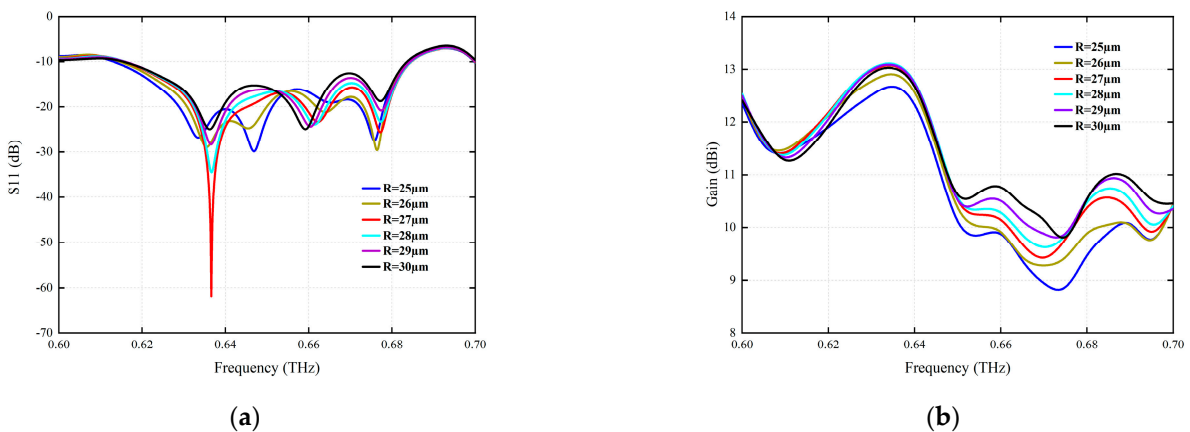 0
-10
-20
-30
-40
-50
-60
-70
S11 (dB)
R=25μm
R=26μm
R=27μm
R=28μm
R=29μm
R=30μm
0.60 0.62 0.64 0.66 0.68 0.70
Frequency (THz)
(a)
14
13
12
11
10
9
8
Gain (dBi)
R=25μm
R=26μm
R=27μm
R=28μm
R=29μm
R=30μm
0.60 0.62 0.64 0.66 0.68 0.70
Frequency (THz)
(b)